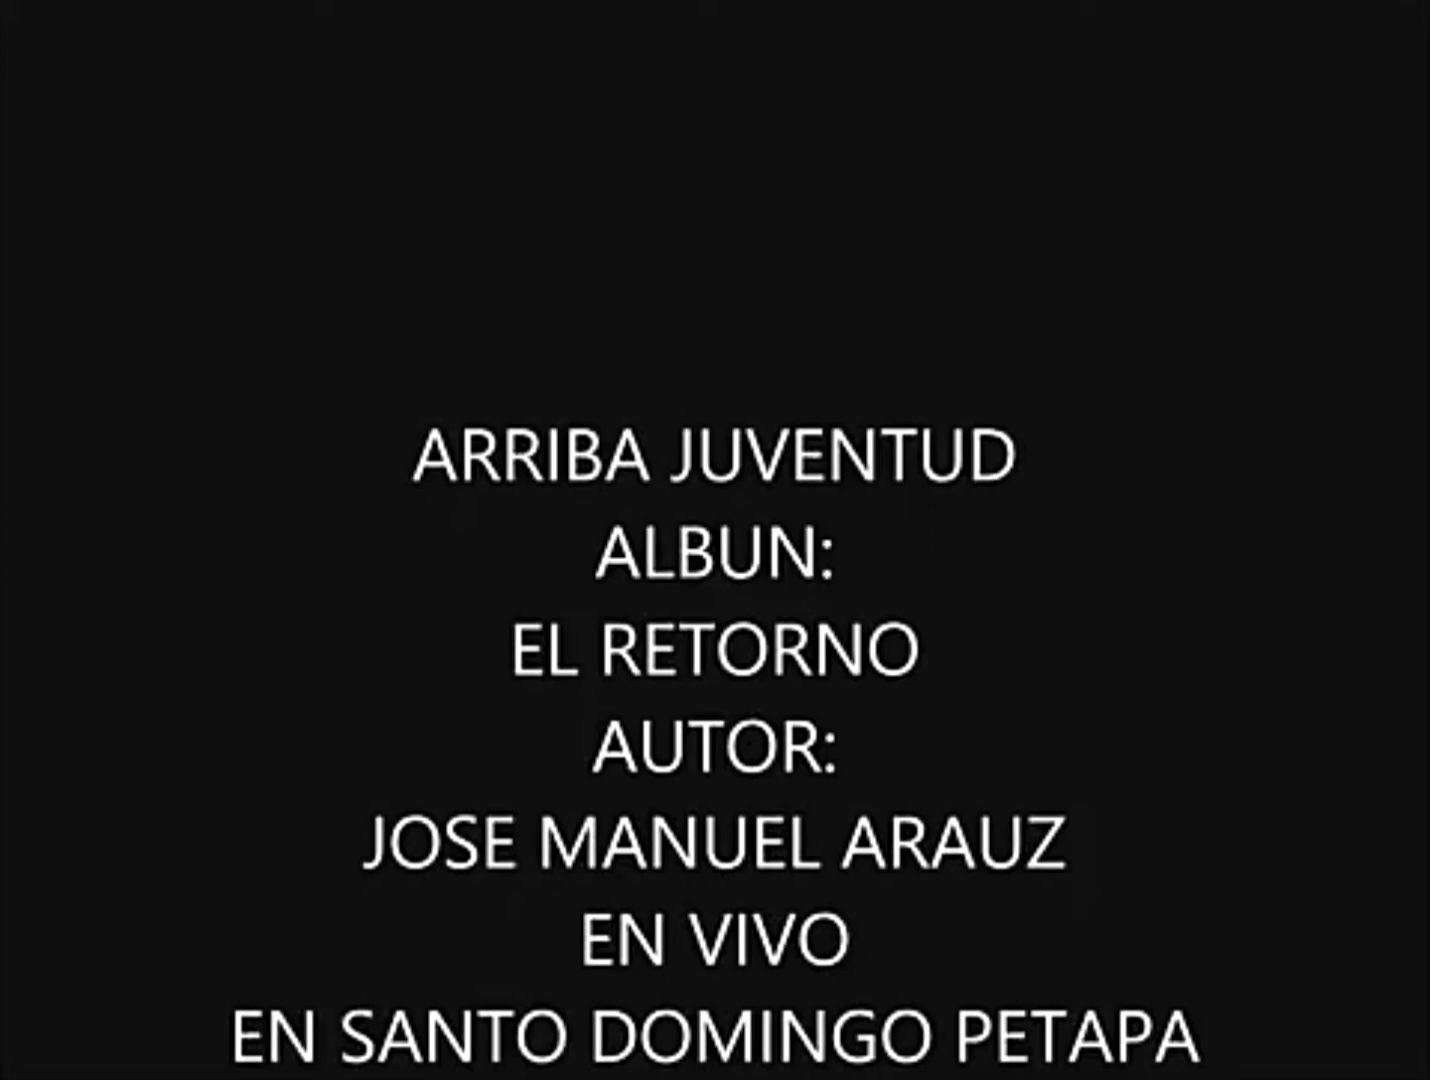 ARRIBA JUVENTUD
ALBUN:
EL RETORNO
AUTOR:
JOSE MANUEL ARAUZ
EN VIVO
EN SANTO DOMINGO PETAPA